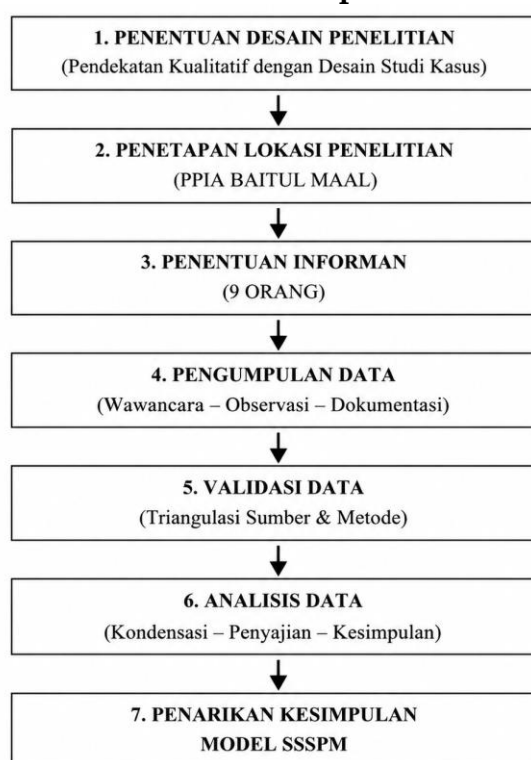 1. PENENTUAN DESAIN PENELITIAN
(Pendekatan Kualitatif dengan Desain Studi Kasus)
2. PENETAPAN LOKASI PENELITIAN
(PPIA BAITUL MAAL)
3. PENENTUAN INFORMAN
(9 ORANG)
4. PENGUMPULAN DATA
(Wawancara – Observasi – Dokumentasi)
5. VALIDASI DATA
(Triangulasi Sumber & Metode)
6. ANALISIS DATA
(Kondensasi – Penyajian – Kesimpulan)
7. PENARIKAN KESIMPULAN
MODEL SSSPM